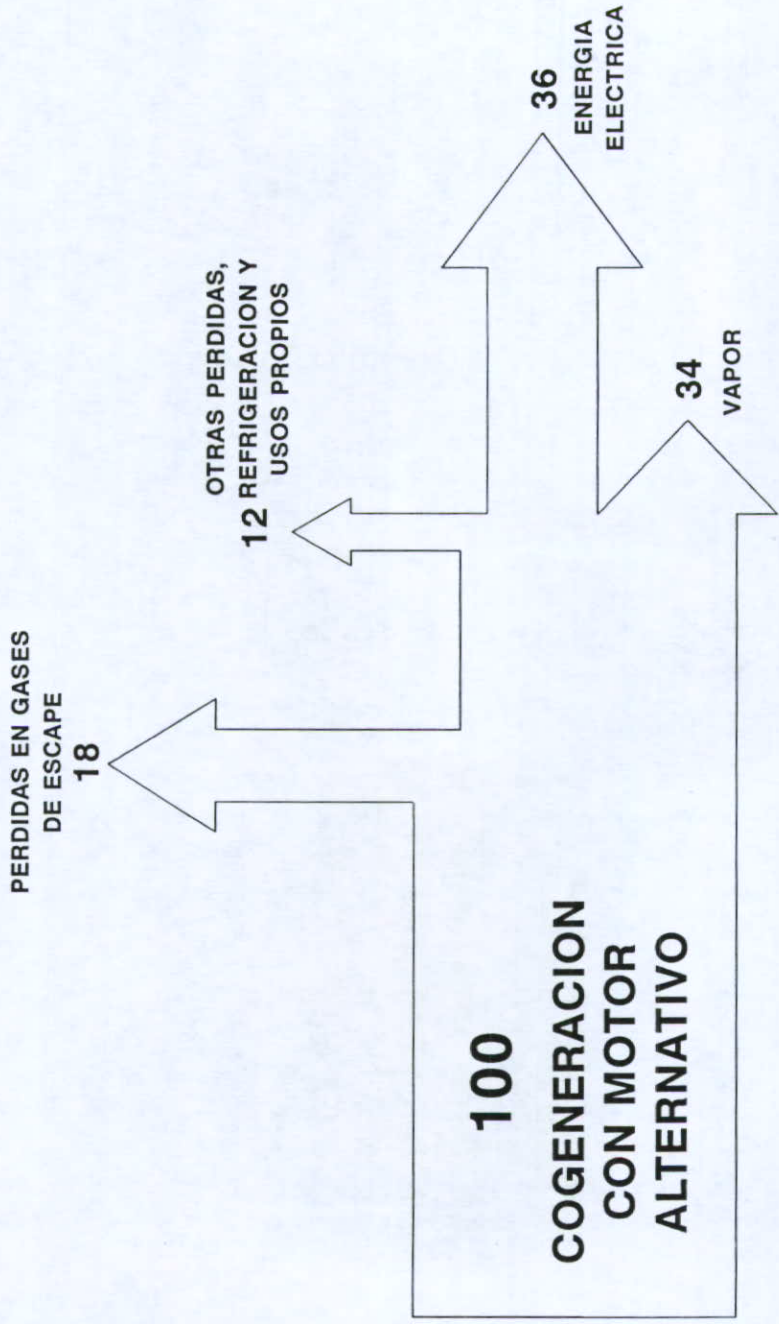 PERDIDAS EN GASES
DE ESCAPE
18
OTRAS PERDIDAS,
12 REFRIGERACION Y
USOS PROPIOS
36
ENERGIA
ELECTRICA
34
VAPOR
100
COGENERACION
CON MOTOR
ALTERNATIVO